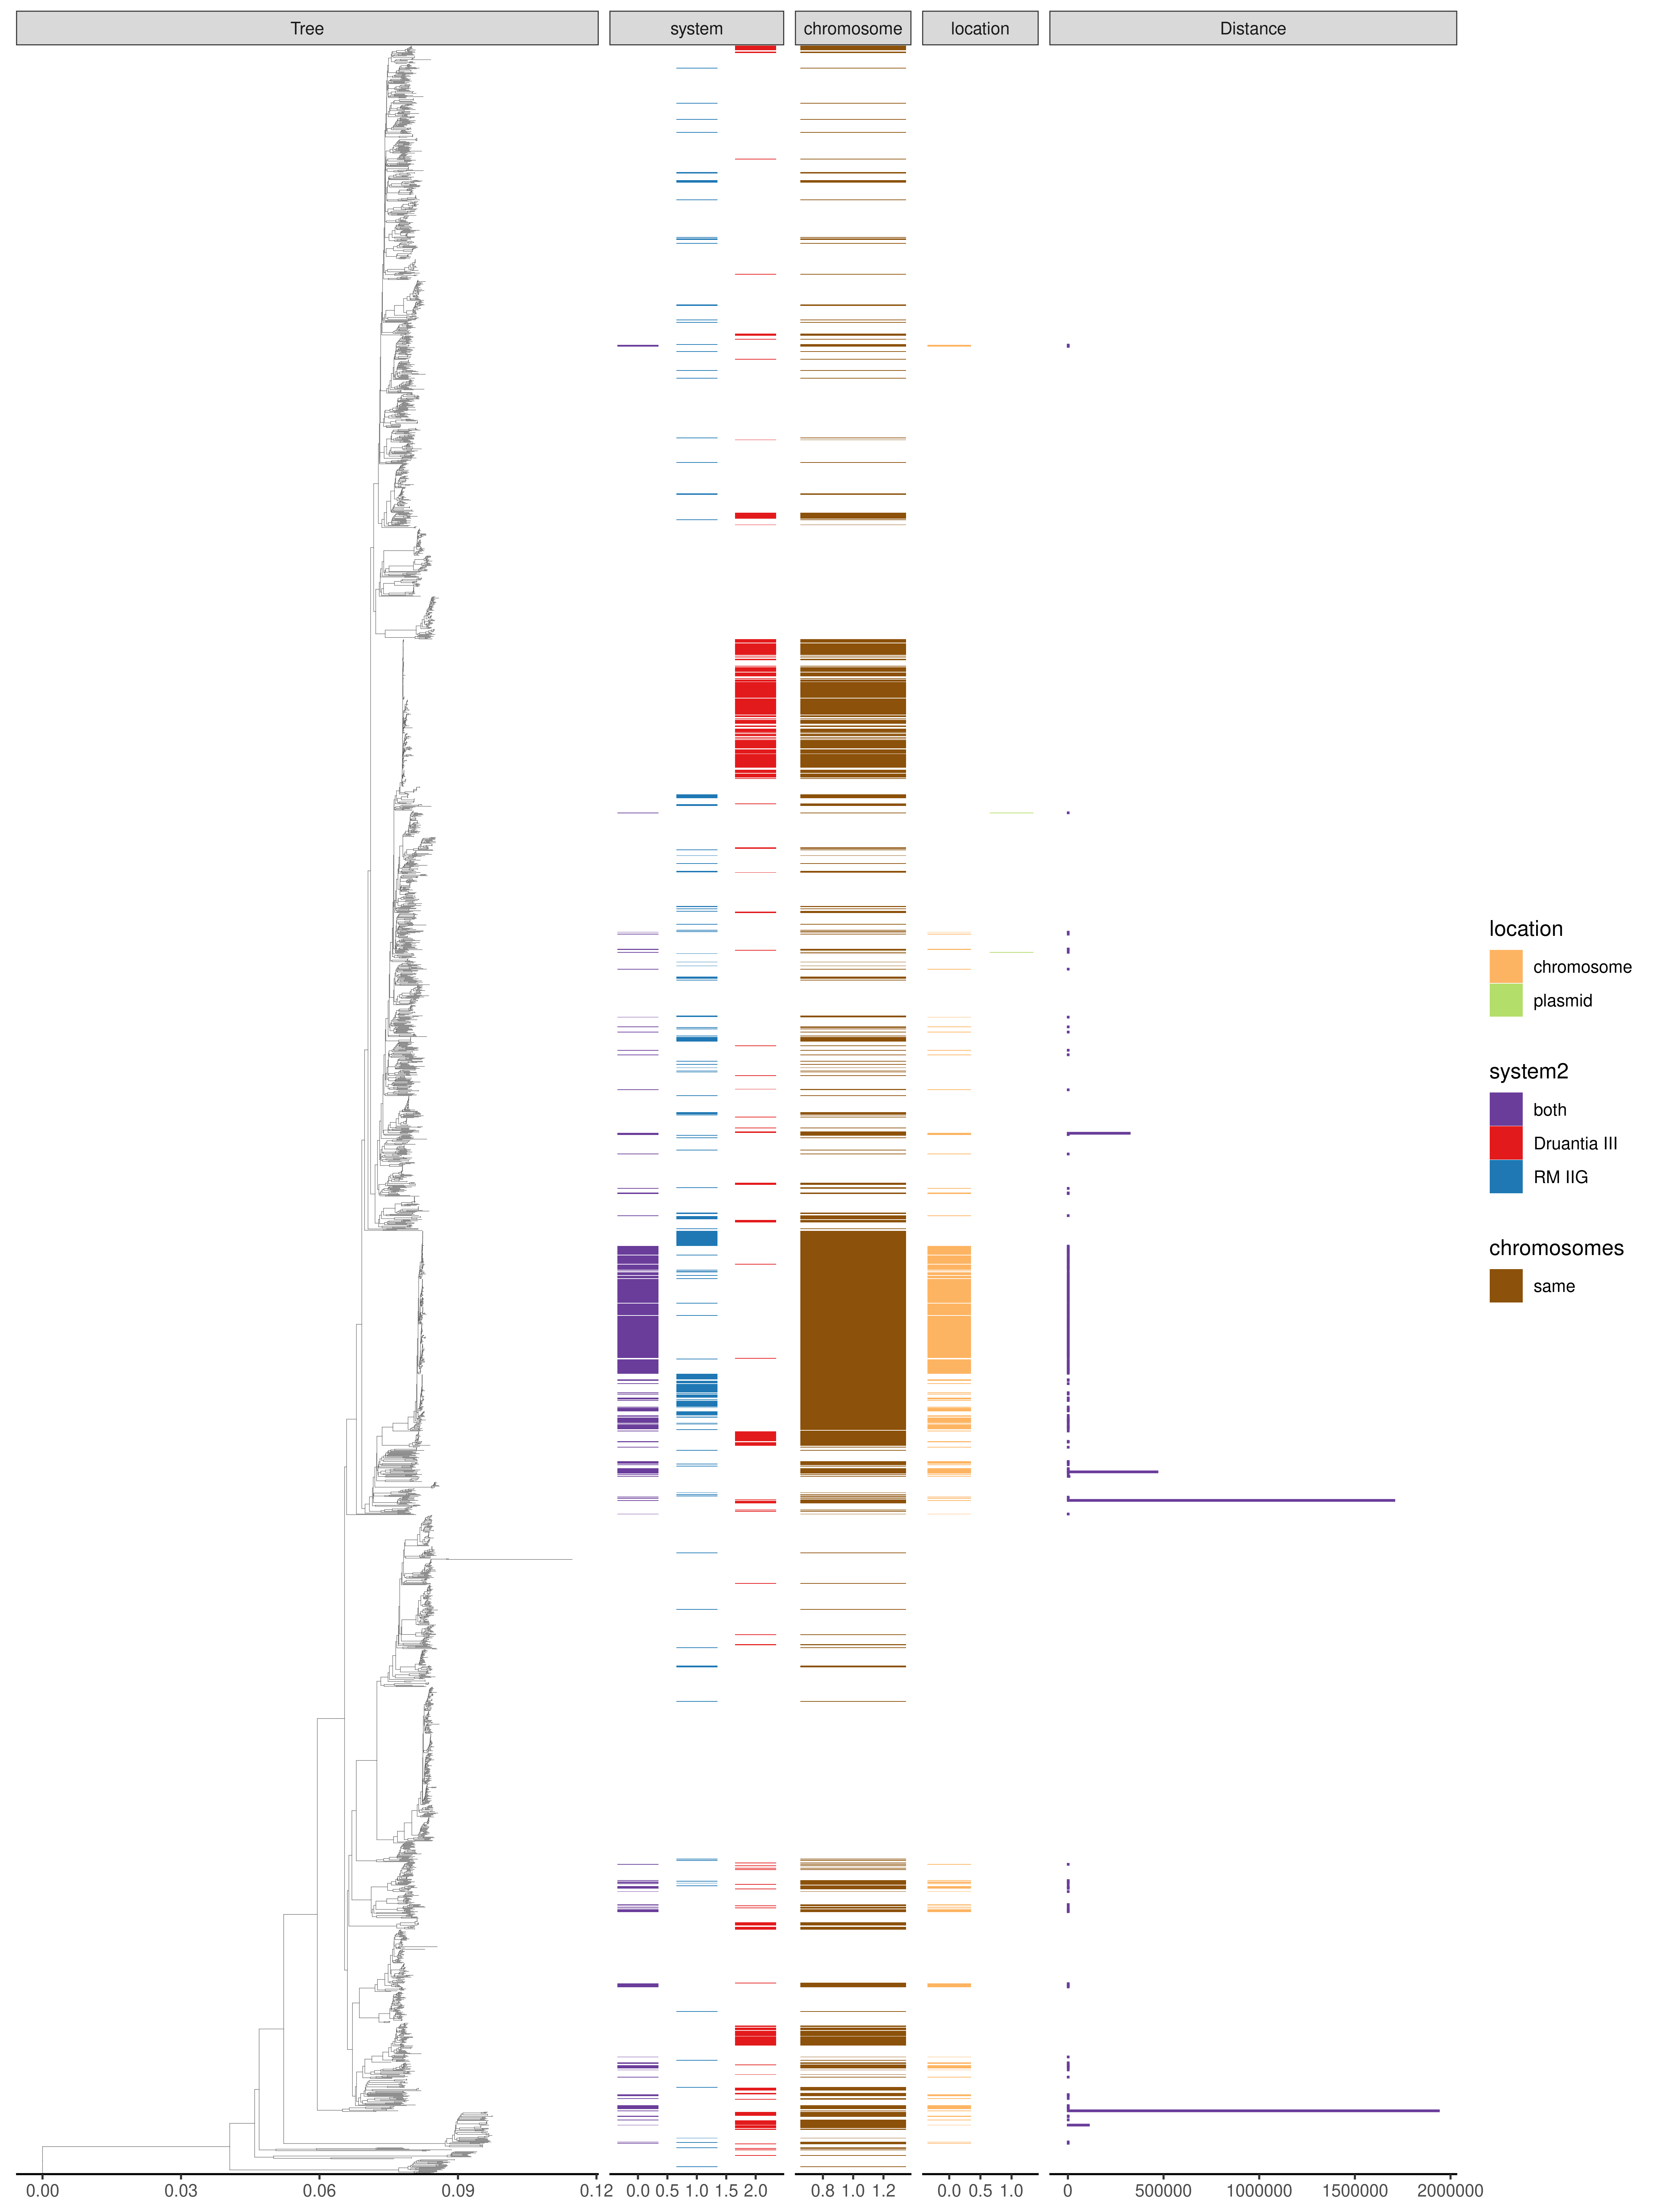 Tree system chromosome location Distance
location
chromosome
plasmid
system2
both
Druantia III
RM IIG
chromosomes
same
0.00 0.03 0.06 0.09 0.12 0.0 0.5 1.0 1.5 2.0 0.8 1.0 1.2 0.0 0.5 1.0 0 500000 1000000 1500000 2000000